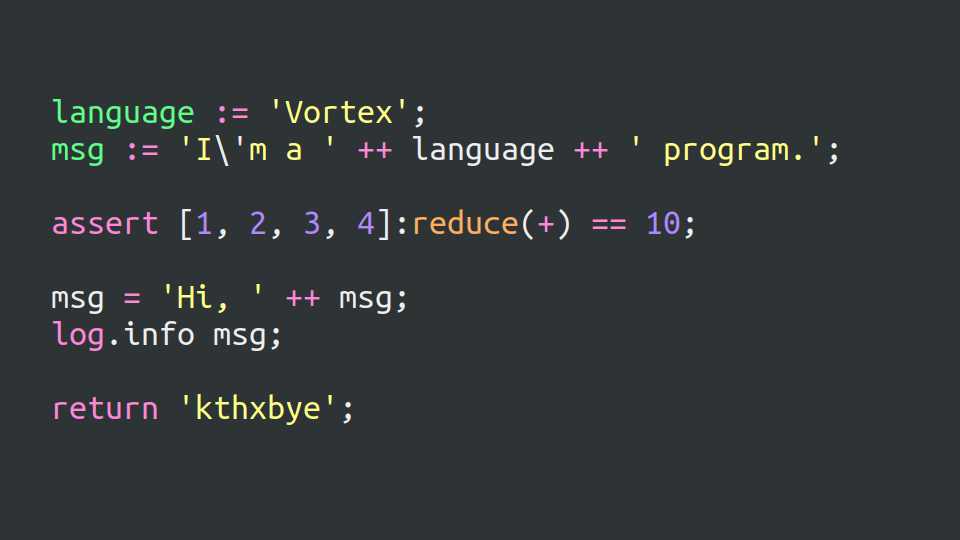 language := 'Vortex';
msg := 'I\'m a ' ++ language ++ ' program.';
assert [1, 2, 3, 4]:reduce(+) == 10;
msg = 'Hi, ' ++ msg;
log.info msg;
return 'kthxbye';